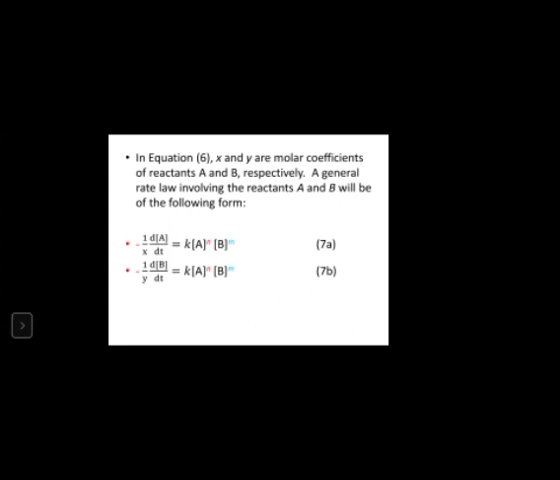 • In Equation (6), x and y are molar coefficients
of reactants A and B, respectively. A general
rate law involving the reactants A and B will be
of the following form:
• -1/x d[A]/dt = k[A]ⁿ [B]ᵐ (7a)
• -1/y d[B]/dt = k[A]ⁿ [B]ᵐ (7b)